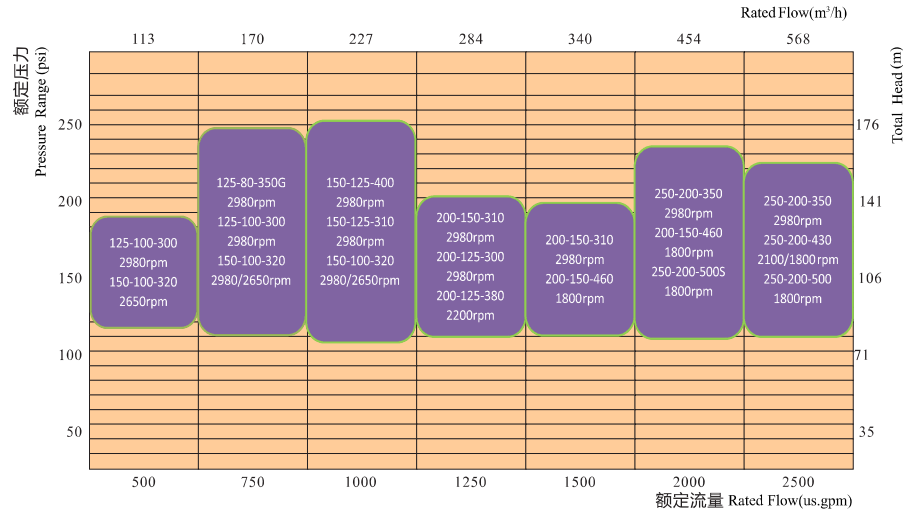 Rated Flow(m³/h)
113 170 227 284 340 454 568
额定压力
Pressure Range (psi)
Total Head (m)
250
200
150
100
50
176
141
106
71
35
125-100-300
2980rpm
150-100-320
2650rpm
125-80-350G
2980rpm
125-100-300
2980rpm
150-100-320
2980/2650rpm
150-125-400
2980rpm
150-125-310
2980rpm
150-100-320
2980/2650rpm
200-150-310
2980rpm
200-125-300
2980rpm
200-125-380
2200rpm
200-150-310
2980rpm
200-150-460
1800rpm
250-200-350
2980rpm
200-150-460
1800rpm
250-200-500S
1800rpm
250-200-350
2980rpm
250-200-430
2100/1800 rpm
250-200-500
1800rpm
500 750 1000 1250 1500 2000 2500
额定流量 Rated Flow(us.gpm)